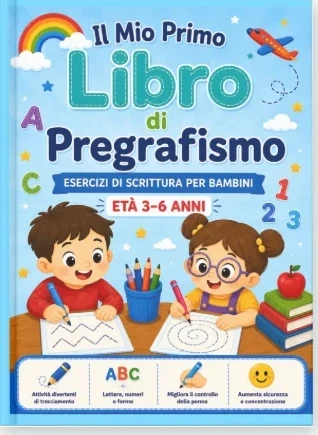 Il Mio Primo
Libro
di
Pregrafismo
ESERCIZI DI SCRITTURA PER BAMBINI
ETÀ 3-6 ANNI
A
C
1
2
3
Attività divertenti
di tracciamento
ABC
Lettere, numeri
e forme
Migliora il controllo
della penna
Aumenta sicurezza
e concentrazione